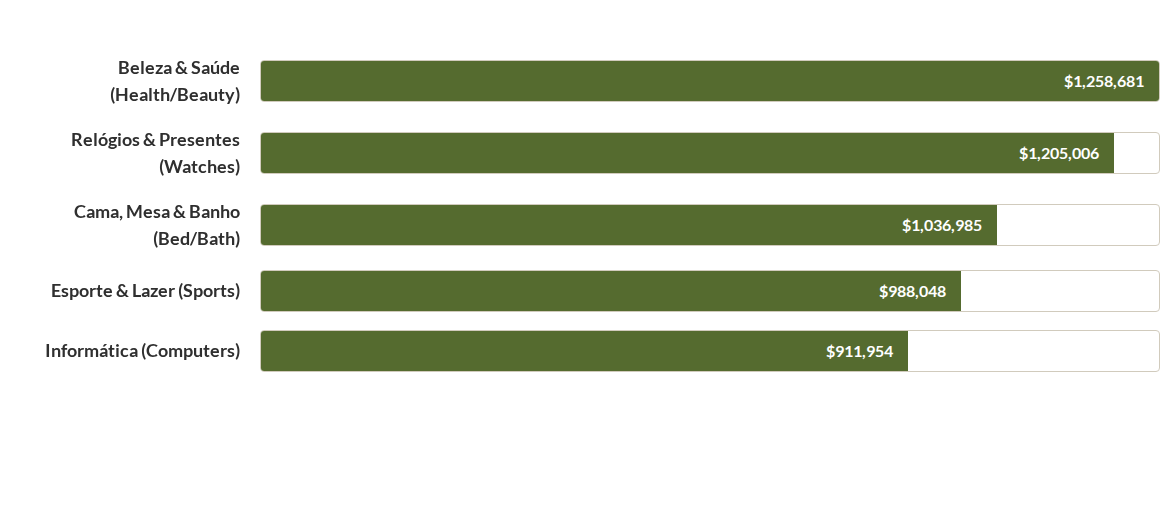 Beleza & Saúde
(Health/Beauty)
$1,258,681
Relógios & Presentes
(Watches)
$1,205,006
Cama, Mesa & Banho
(Bed/Bath)
$1,036,985
Esporte & Lazer (Sports)
$988,048
Informática (Computers)
$911,954